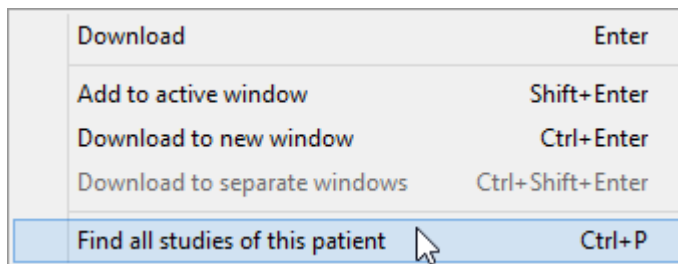 Download Enter
Add to active window Shift+Enter
Download to new window Ctrl+Enter
Download to separate windows Ctrl+Shift+Enter
Find all studies of this patient Ctrl+P